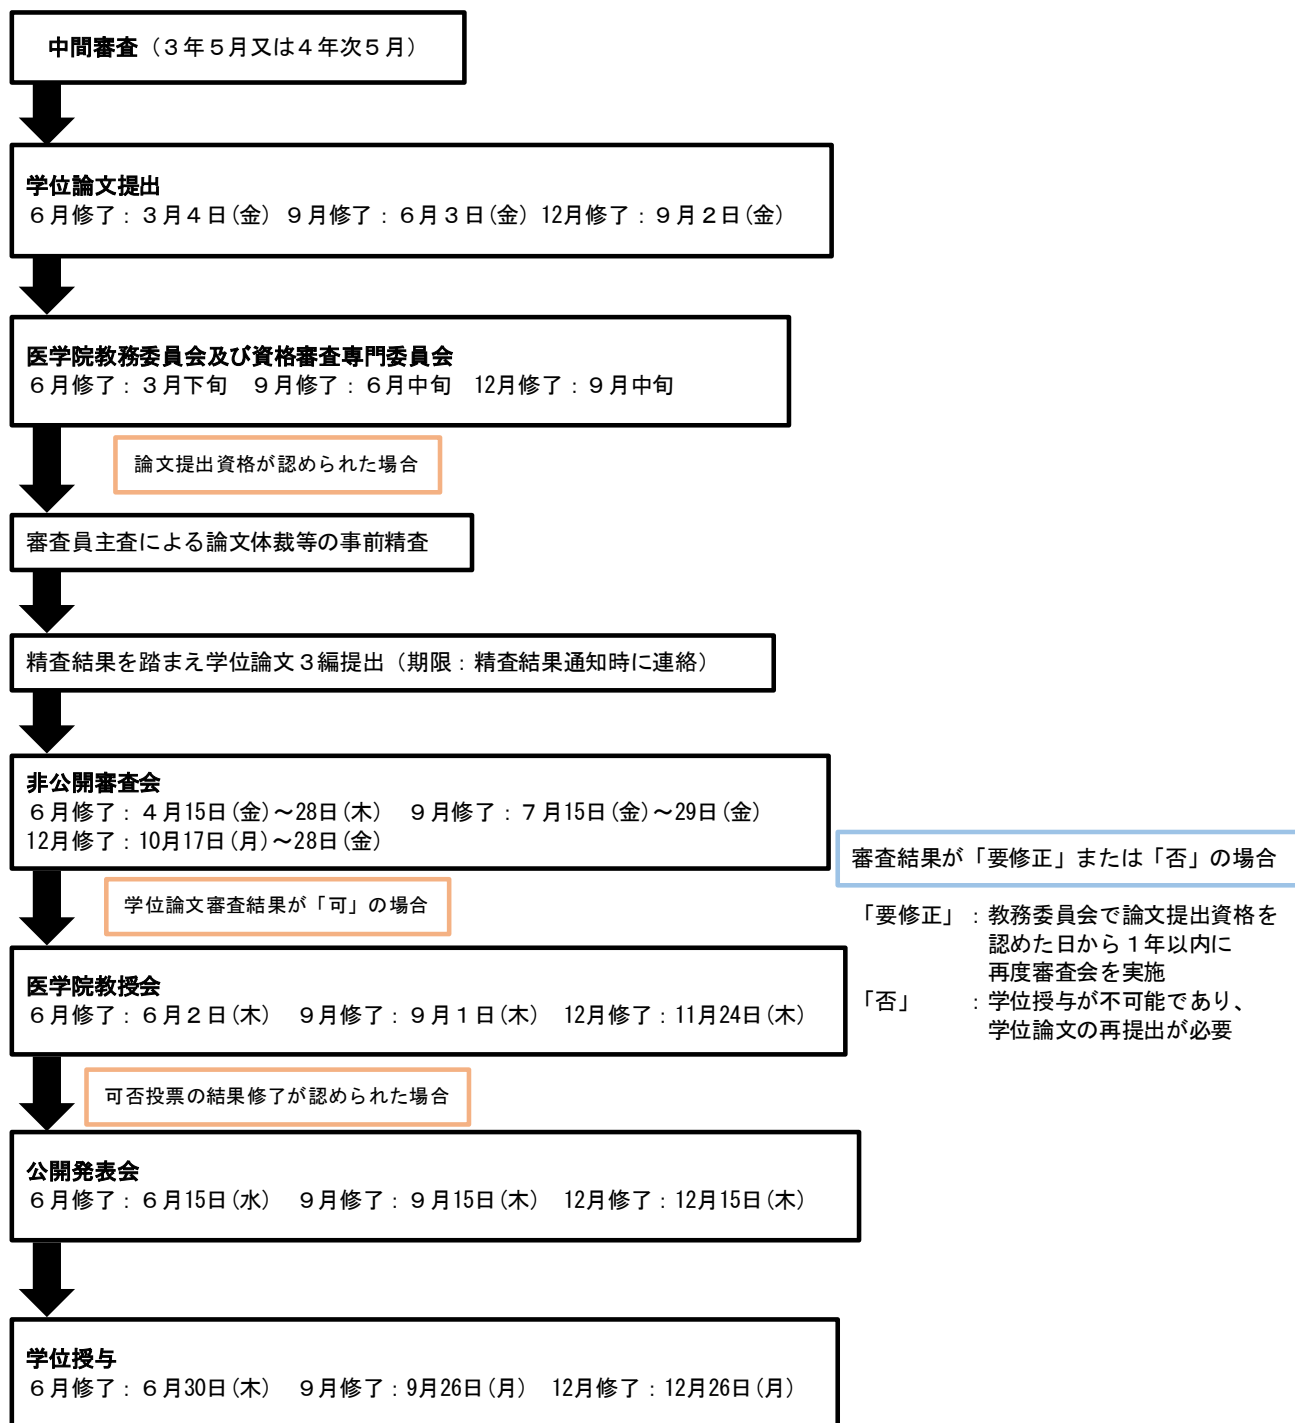 中間審査（３年５月又は４年次５月）
学位論文提出
６月修了：３月４日(金) ９月修了：６月３日(金) 12月修了：９月２日(金)
医学院教務委員会及び資格審査専門委員会
６月修了：３月下旬　９月修了：６月中旬　12月修了：９月中旬
論文提出資格が認められた場合
審査員主査による論文体裁等の事前精査
精査結果を踏まえ学位論文３編提出（期限：精査結果通知時に連絡）
非公開審査会
６月修了：４月15日(金)～28日(木)　９月修了：７月15日(金)～29日(金)
12月修了：10月17日(月)～28日(金)
学位論文審査結果が「可」の場合
審査結果が「要修正」または「否」の場合
「要修正」：教務委員会で論文提出資格を
認めた日から１年以内に
再度審査会を実施
「否」　　：学位授与が不可能であり、
学位論文の再提出が必要
医学院教授会
６月修了：６月２日(木)　９月修了：９月１日(木)　12月修了：11月24日(木)
可否投票の結果修了が認められた場合
公開発表会
６月修了：６月15日(水)　９月修了：９月15日(木)　12月修了：12月15日(木)
学位授与
６月修了：６月30日(木)　９月修了：9月26日(月)　12月修了：12月26日(月)